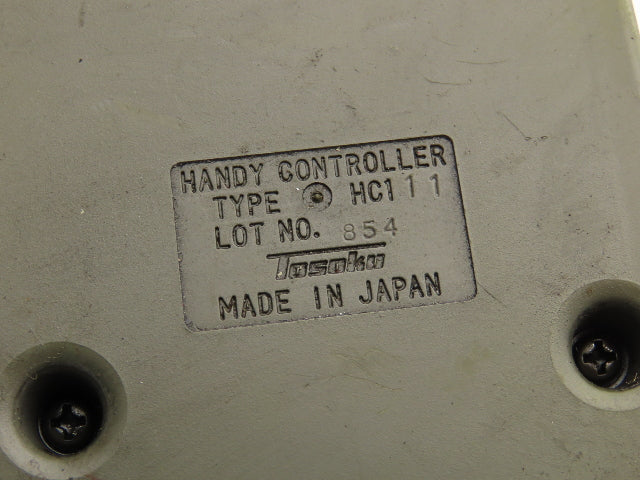 HANDY CONTROLLER
TYPE HC111
LOT NO. 854
Tosoku
MADE IN JAPAN